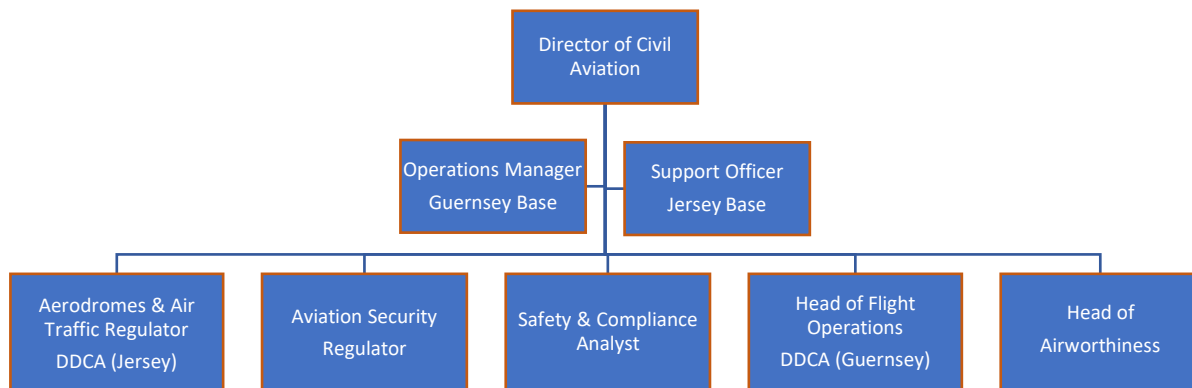 Director of Civil
Aviation
Operations Manager
Guernsey Base
Support Officer
Jersey Base
Aerodromes & Air
Traffic Regulator
DDCA (Jersey)
Aviation Security
Regulator
Safety & Compliance
Analyst
Head of Flight
Operations
DDCA (Guernsey)
Head of
Airworthiness